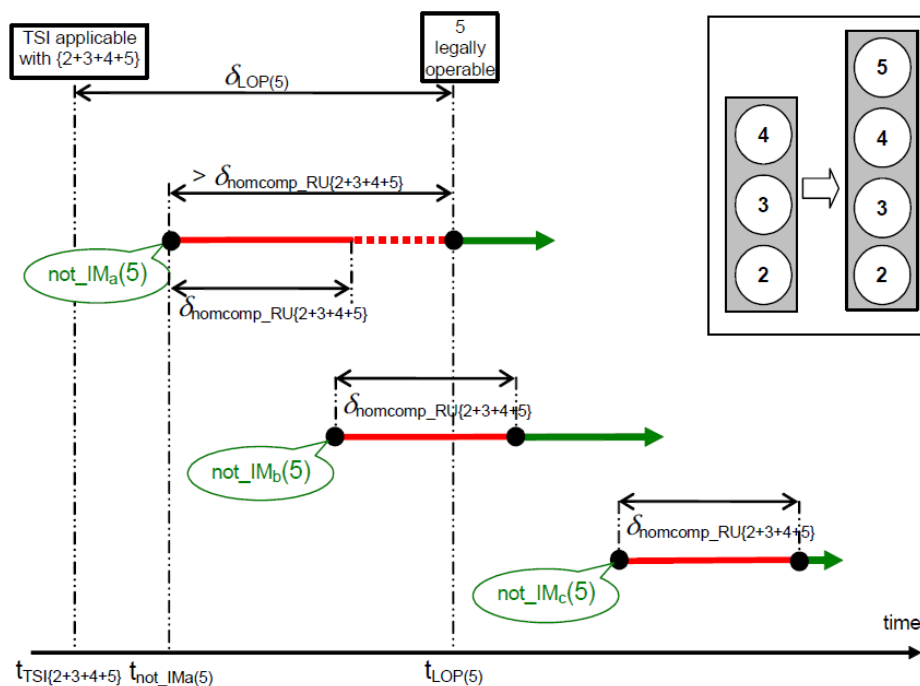 TSI applicable
with {2+3+4+5}
5
legally
operable
δLOP(5)
> δnomcomp_RU{2+3+4+5}
not_IMa(5)
δnomcomp_RU{2+3+4+5}
5
4
3
2
4
3
2
δnomcomp_RU{2+3+4+5}
not_IMb(5)
δnomcomp_RU{2+3+4+5}
not_IMc(5)
time
tTSI{2+3+4+5}
tnot_IMa(5)
tLOP(5)